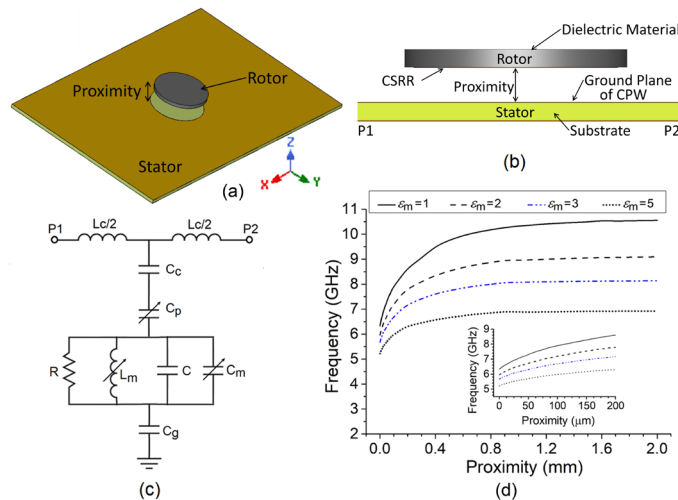 Proximity
Rotor
Stator
Z
X
Y
(a)
Dielectric Material
Rotor
CSRR
Proximity
Ground Plane
of CPW
Stator
P1
Substrate
P2
(b)
P1
Lc/2
Lc/2
P2
Cc
Cp
R
Lm
C
Cm
Cg
(c)
εm=1
εm=2
εm=3
εm=5
Frequency (GHz)
11
10
9
8
7
6
5
4
3
2
0.0
0.4
0.8
1.2
1.6
2.0
Proximity (mm)
Frequency (GHz)
9
8
7
6
5
0
50
100
150
200
Proximity (μm)
(d)